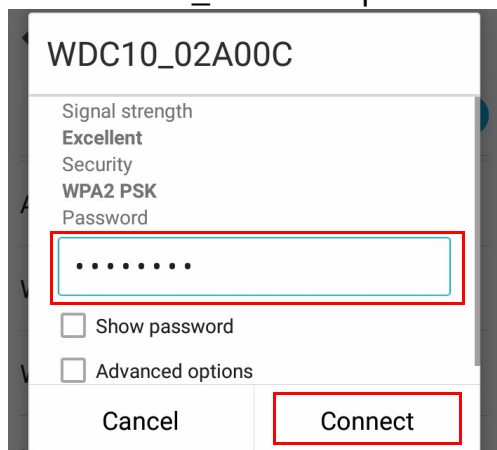 WDC10_02A00C
Signal strength
Excellent
Security
WPA2 PSK
Password
••••••••
Show password
Advanced options
Cancel
Connect